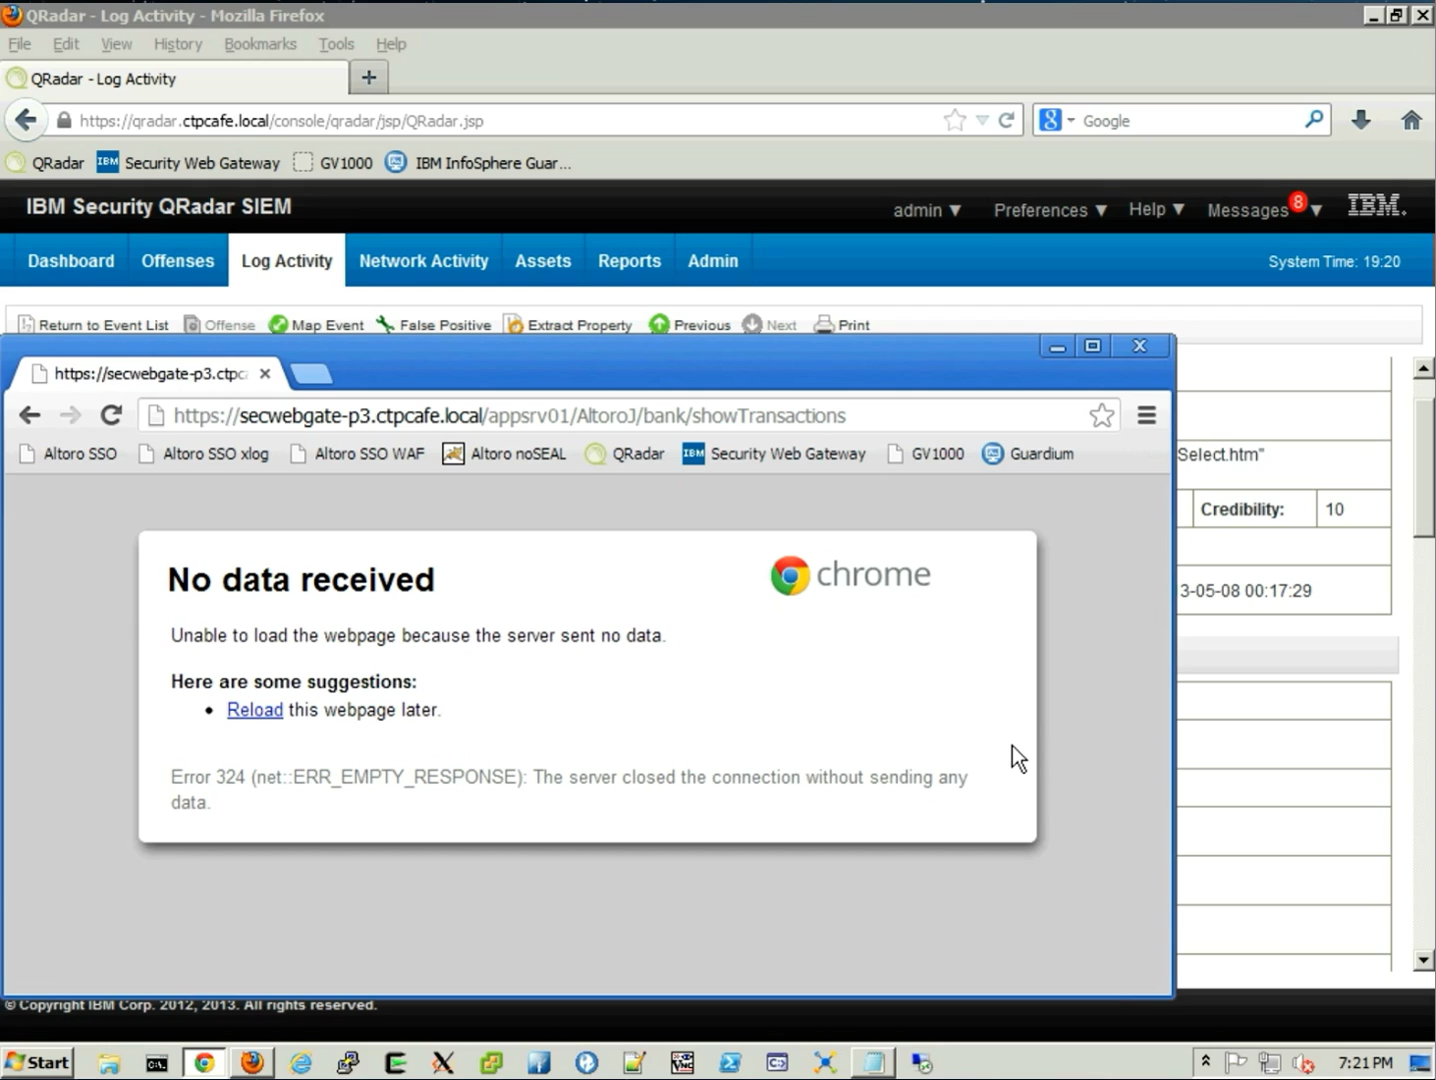 QRadar - Log Activity - Mozilla Firefox
File Edit View History Bookmarks Tools Help
QRadar - Log Activity
https://qradar.ctpcafe.local/console/qradar/jsp/QRadar.jsp
Google
QRadar IBM Security Web Gateway GV1000 IBM InfoSphere Guar...
IBM Security QRadar SIEM
admin Preferences Help Messages 8 IBM.
Dashboard Offenses Log Activity Network Activity Assets Reports Admin System Time: 19:20
Return to Event List Offense Map Event False Positive Extract Property Previous Next Print
https://secwebgate-p3.ctpc
https://secwebgate-p3.ctpcafe.local/appsrv01/AltoroJ/bank/showTransactions
Altoro SSO Altoro SSO xlog Altoro SSO WAF Altoro noSEAL QRadar IBM Security Web Gateway GV1000 Guardium
Select.htm"
Credibility: 10
3-05-08 00:17:29
No data received
chrome
Unable to load the webpage because the server sent no data.
Here are some suggestions:
Reload this webpage later.
Error 324 (net::ERR_EMPTY_RESPONSE): The server closed the connection without sending any
data.
© Copyright IBM Corp. 2012, 2013. All rights reserved.
Start 7:21 PM